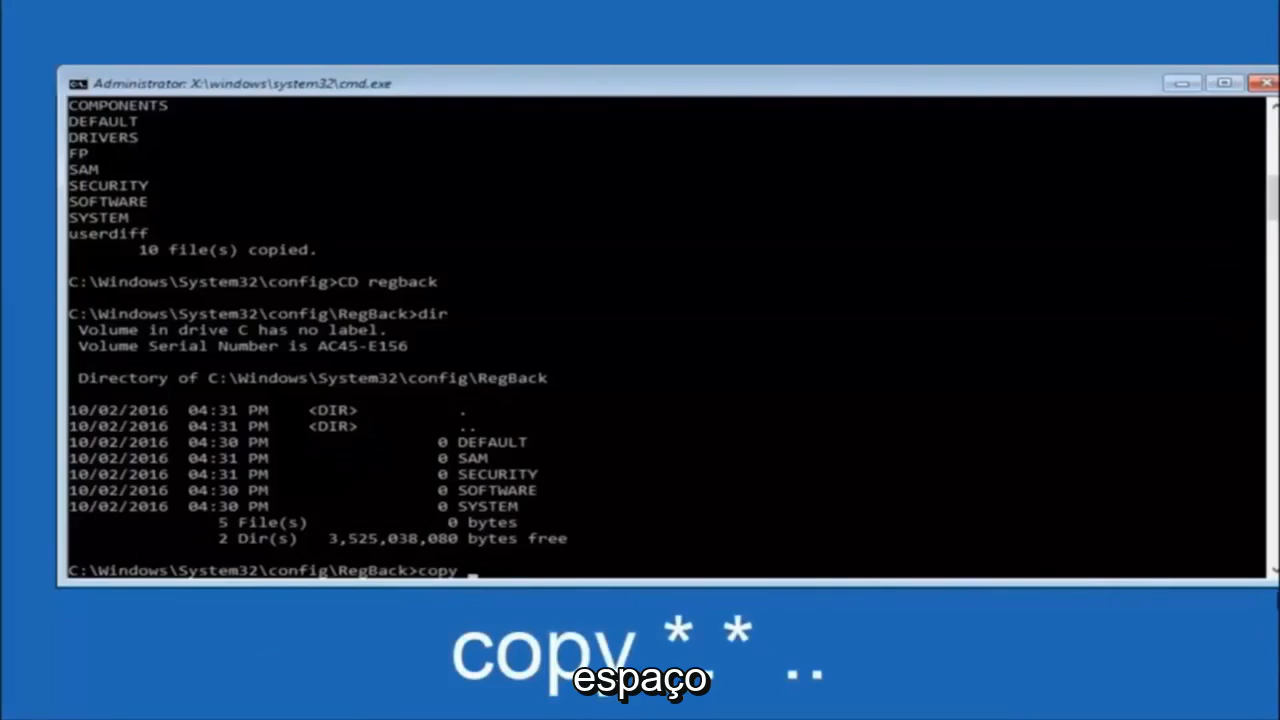 Administrator: X:\windows\system32\cmd.exe
COMPONENTS
DEFAULT
DRIVERS
FP
SAM
SECURITY
SOFTWARE
SYSTEM
userdiff
10 file(s) copied.
C:\Windows\System32\config>CD regback
C:\Windows\System32\config\RegBack>dir
Volume in drive C has no label.
Volume Serial Number is AC45-E156
Directory of C:\Windows\System32\config\RegBack
10/02/2016 04:31 PM <DIR> .
10/02/2016 04:31 PM <DIR> ..
10/02/2016 04:30 PM 0 DEFAULT
10/02/2016 04:31 PM 0 SAM
10/02/2016 04:31 PM 0 SECURITY
10/02/2016 04:30 PM 0 SOFTWARE
10/02/2016 04:30 PM 0 SYSTEM
5 File(s) 0 bytes
2 Dir(s) 3,525,038,080 bytes free
C:\Windows\System32\config\RegBack>copy _
copy *.* ..
espaço